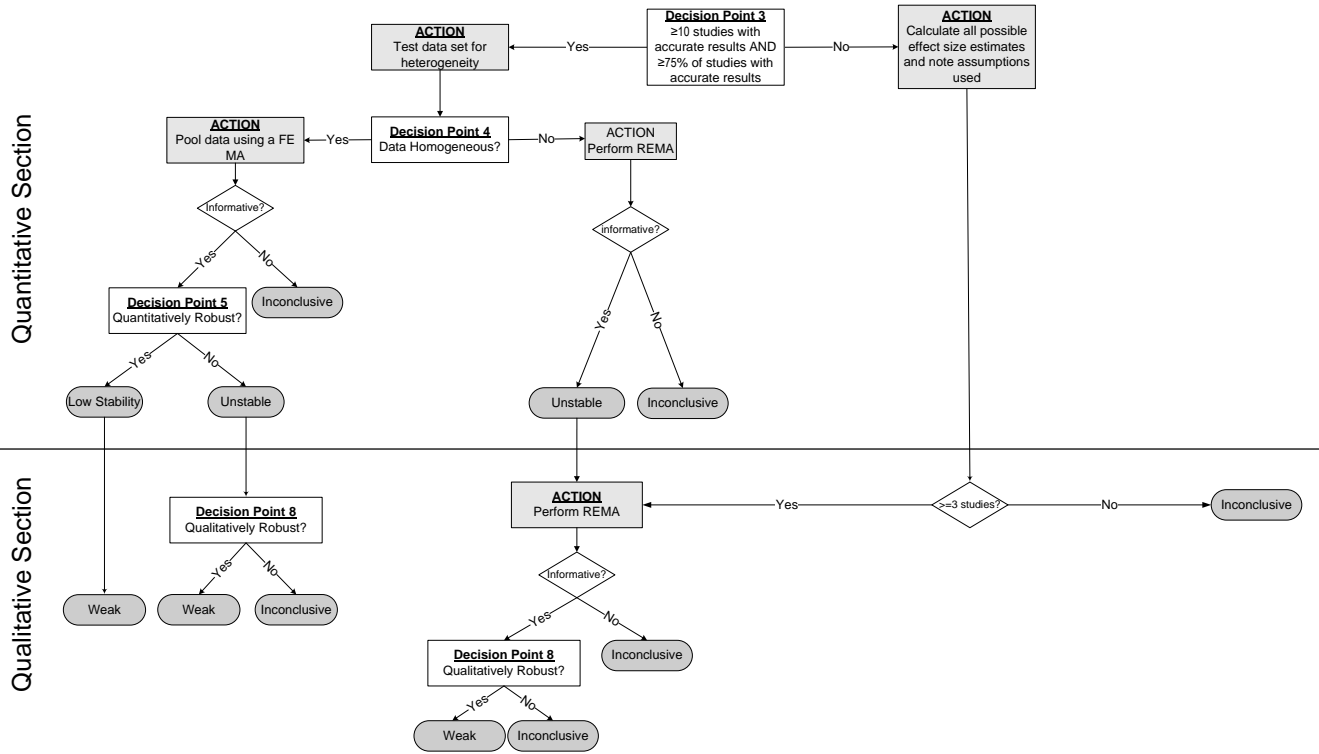 Quantitative Section
ACTION
Test data set for
heterogeneity
Yes
Decision Point 3
≥10 studies with
accurate results AND
≥75% of studies with
accurate results
No
ACTION
Calculate all possible
effect size estimates
and note assumptions
used
ACTION
Pool data using a FE
MA
Yes
Decision Point 4
Data Homogeneous?
No
ACTION
Perform REMA
Informative?
informative?
Yes
No
Decision Point 5
Quantitatively Robust?
Inconclusive
Yes
No
Yes
No
Low Stability
Unstable
Unstable
Inconclusive
Qualitative Section
Decision Point 8
Qualitatively Robust?
ACTION
Perform REMA
Yes
>=3 studies?
No
Inconclusive
Yes
No
Informative?
Weak
Weak
Inconclusive
Yes
No
Decision Point 8
Qualitatively Robust?
Inconclusive
Yes
No
Weak
Inconclusive